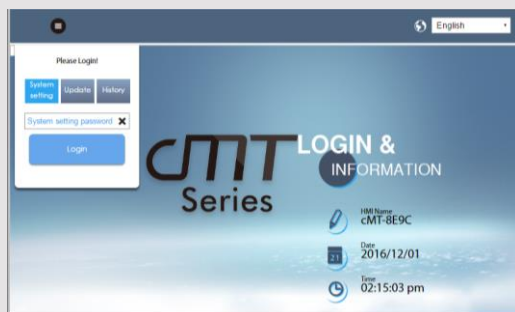 English
Please Login!
System setting
Update
History
System setting password
Login
cMT
Series
LOGIN &
INFORMATION
HMI Name
cMT-8E9C
21
Date
2016/12/01
Time
02:15:03 pm